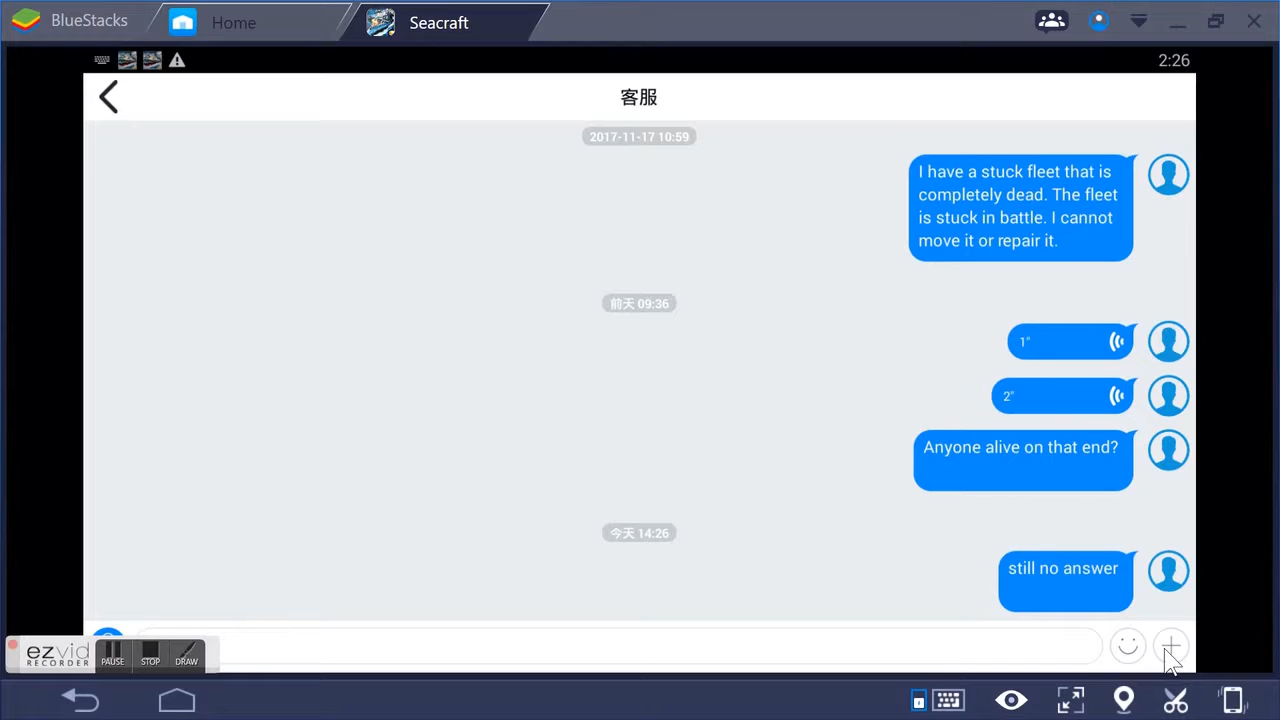 BlueStacks
Home
Seacraft
2:26
客服
2017-11-17 10:59
I have a stuck fleet that is
completely dead. The fleet
is stuck in battle. I cannot
move it or repair it.
前天 09:36
1"
2"
Anyone alive on that end?
今天 14:26
still no answer
ezvid
RECORDER
PAUSE
STOP
DRAW